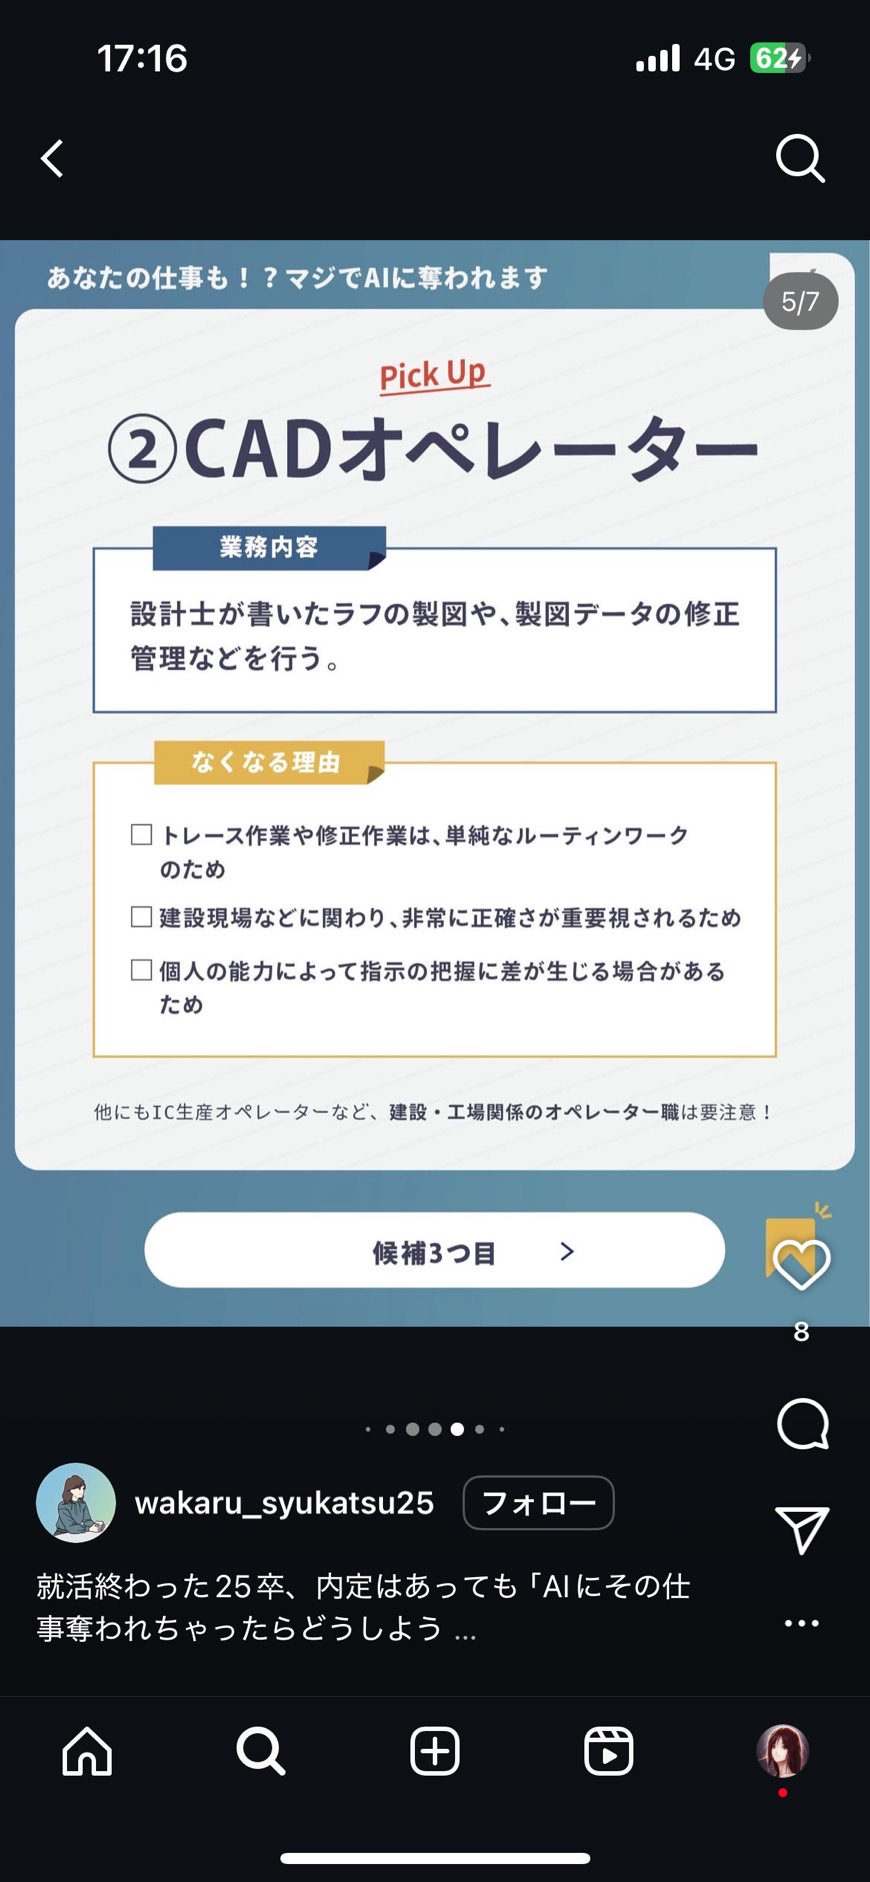 17:16
4G
62
あなたの仕事も！？マジでAIに奪われます
5/7
Pick Up
②CADオペレーター
業務内容
設計士が書いたラフの製図や、製図データの修正
管理などを行う。
なくなる理由
□トレース作業や修正作業は、単純なルーティンワーク
のため
□建設現場などに関わり、非常に正確さが重要視されるため
□個人の能力によって指示の把握に差が生じる場合がある
ため
他にもIC生産オペレーターなど、建設・工場関係のオペレーター職は要注意！
候補3つ目 >
8
wakaru_syukatsu25
フォロー
就活終わった25卒、内定はあっても「AIにその仕
事奪われちゃったらどうしよう ...